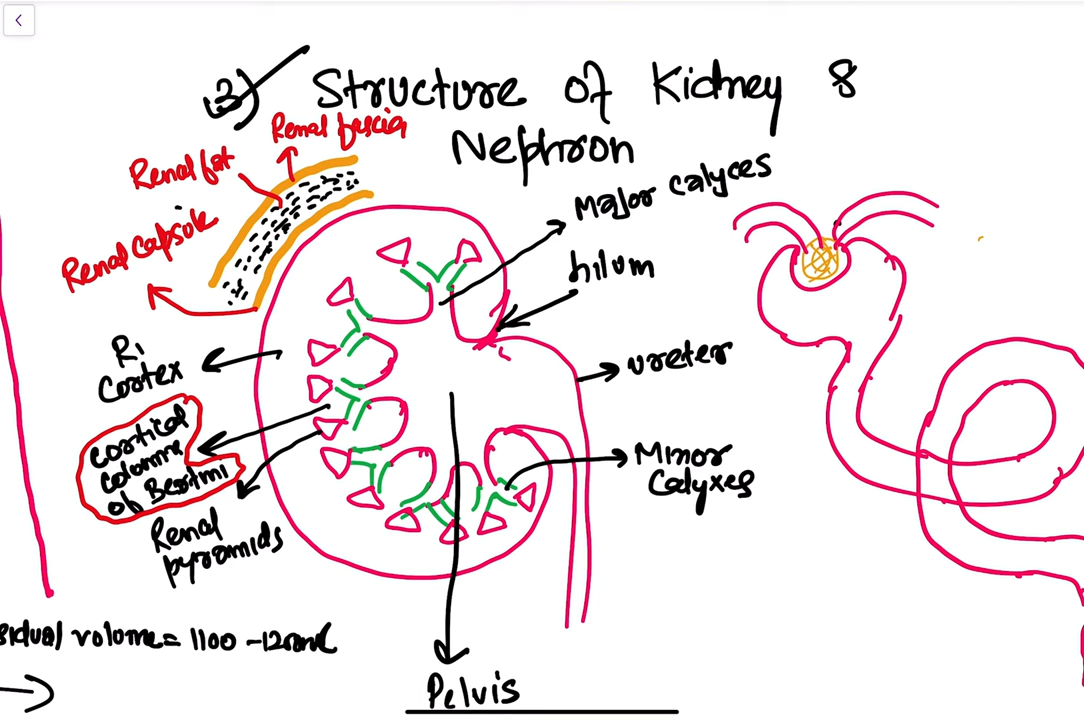 3) Structure of Kidney &
Nephron
Renal fascia
Renal fat
Renal capsule
Major calyces
hilum
ureter
R,
Cortex
cortical
columns
of Bertini
Renal
pyramids
Minor
Calyxes
sidual volume = 1100 - 1200ml
Pelvis